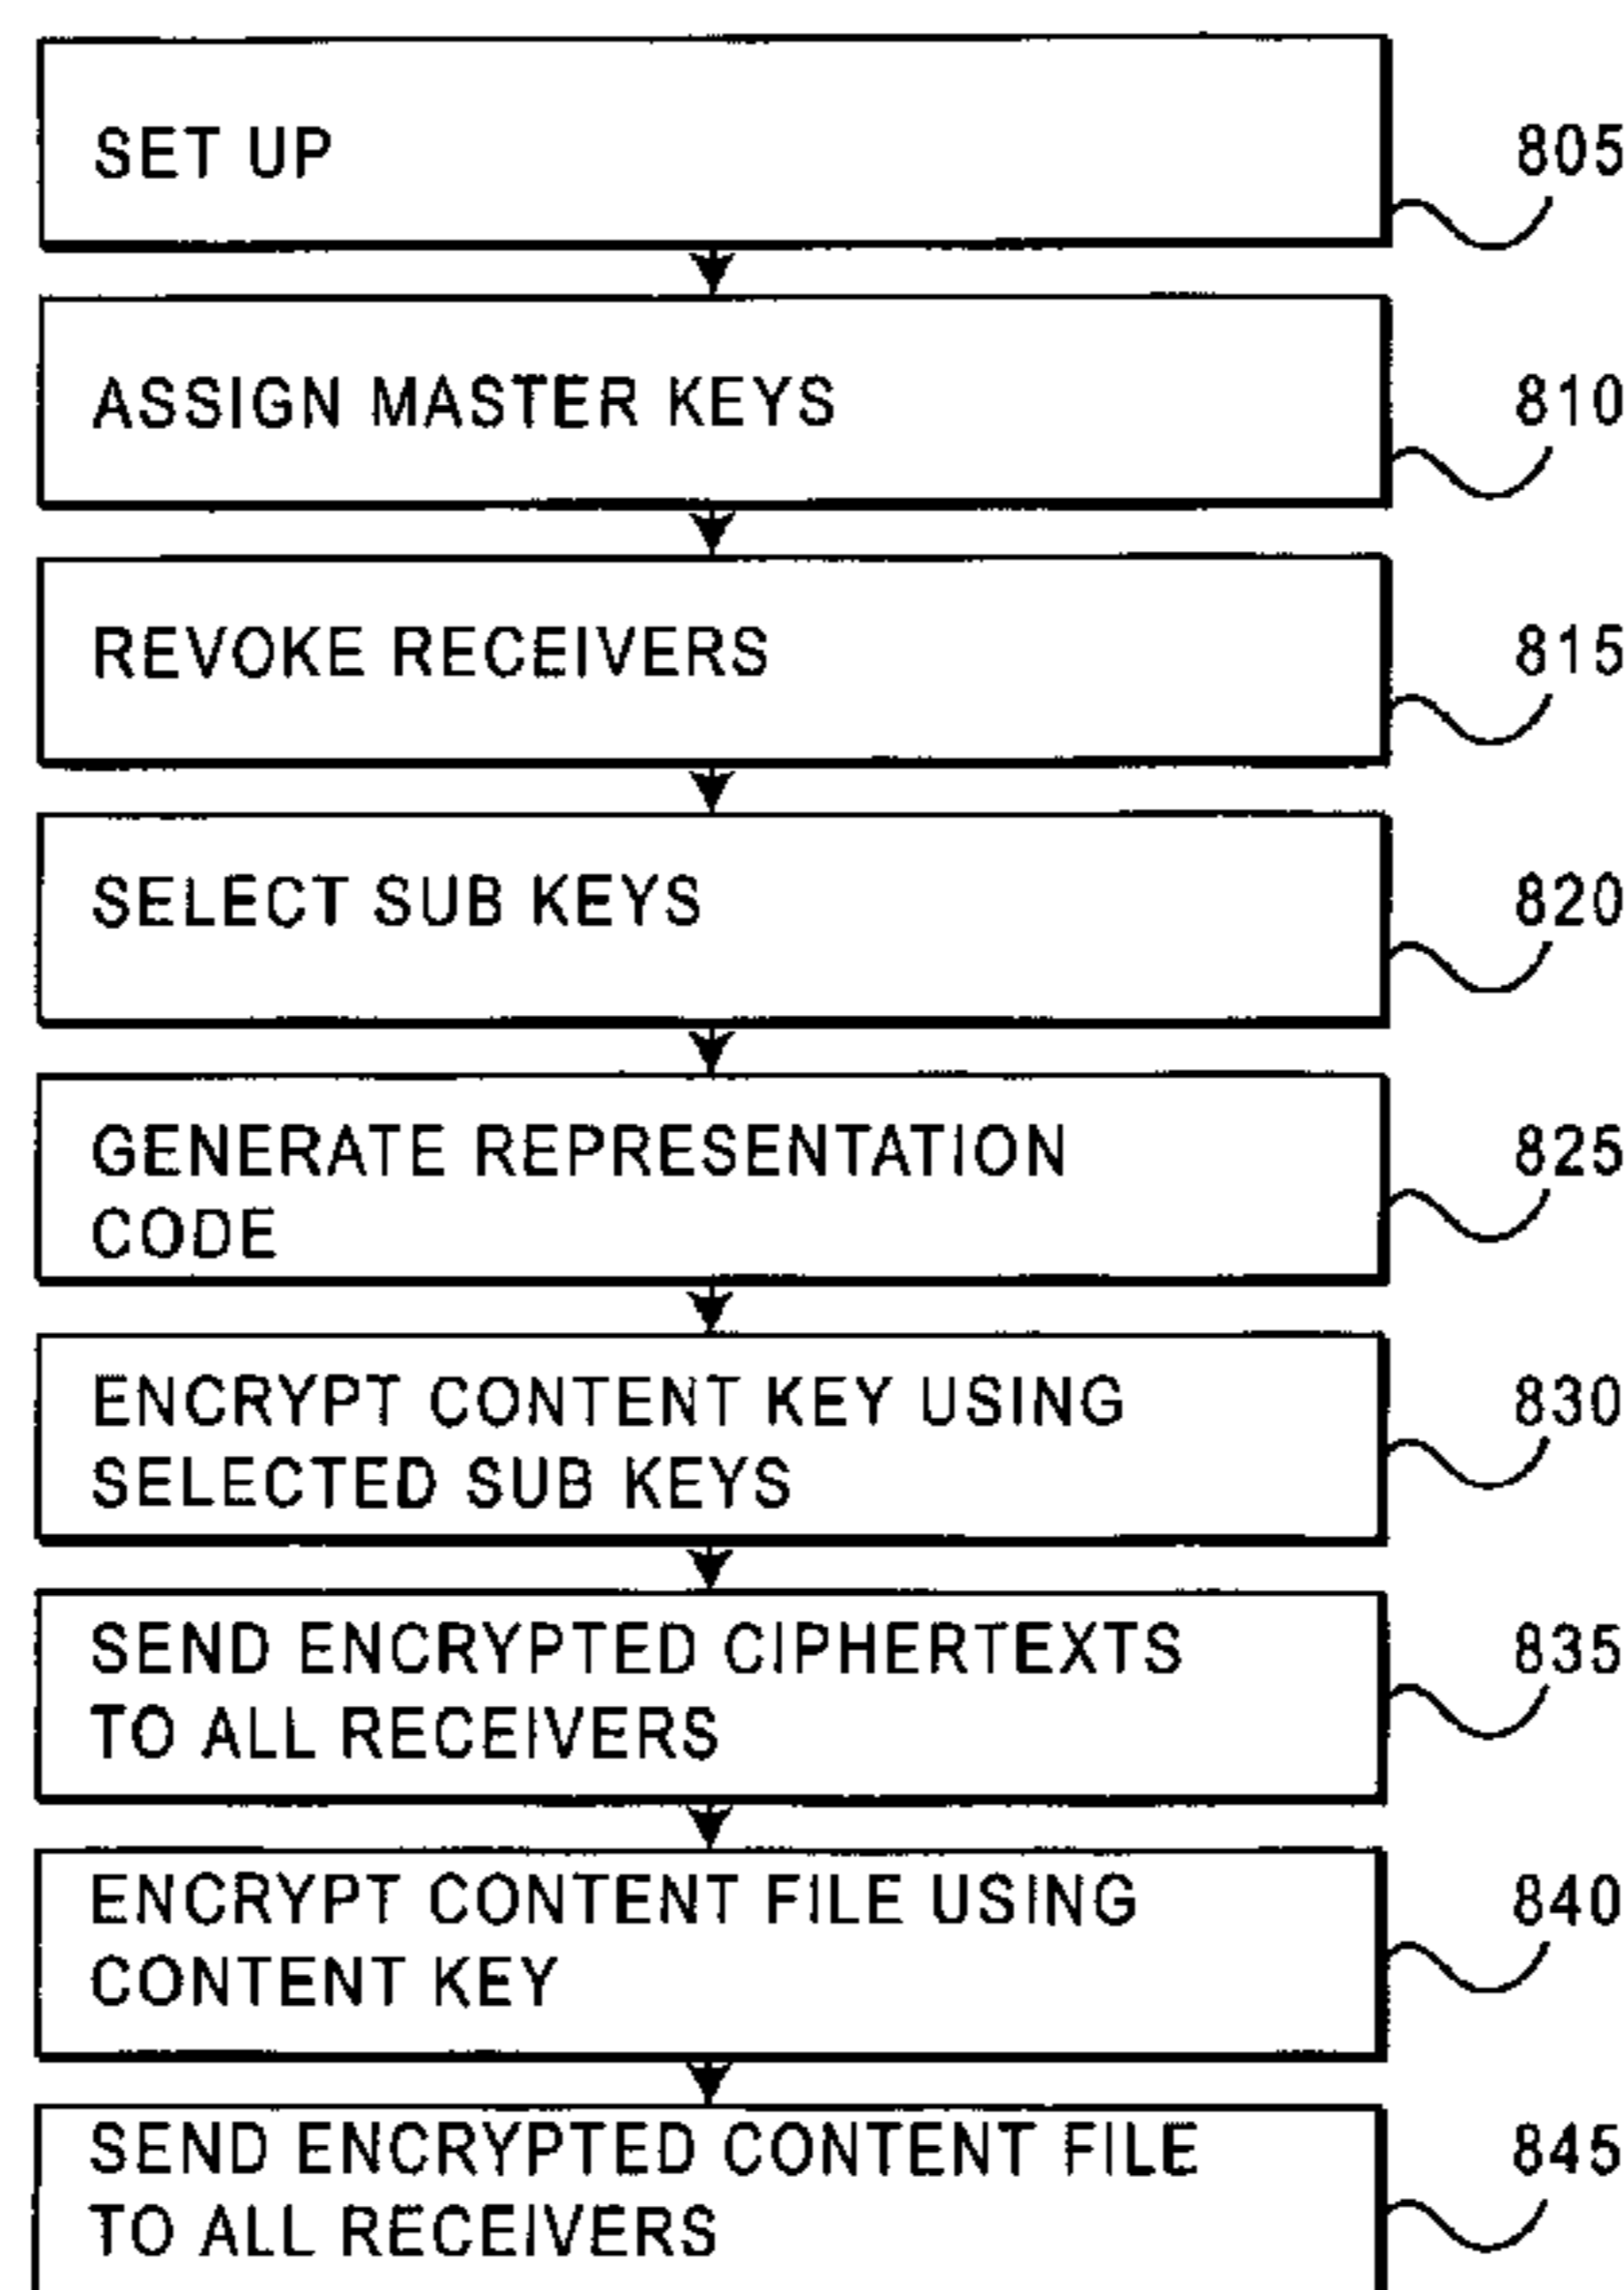 SET UP
805
ASSIGN MASTER KEYS
810
REVOKE RECEIVERS
815
SELECT SUB KEYS
820
GENERATE REPRESENTATION
CODE
825
ENCRYPT CONTENT KEY USING
SELECTED SUB KEYS
830
SEND ENCRYPTED CIPHERTEXTS
TO ALL RECEIVERS
835
ENCRYPT CONTENT FILE USING
CONTENT KEY
840
SEND ENCRYPTED CONTENT FILE
TO ALL RECEIVERS
845